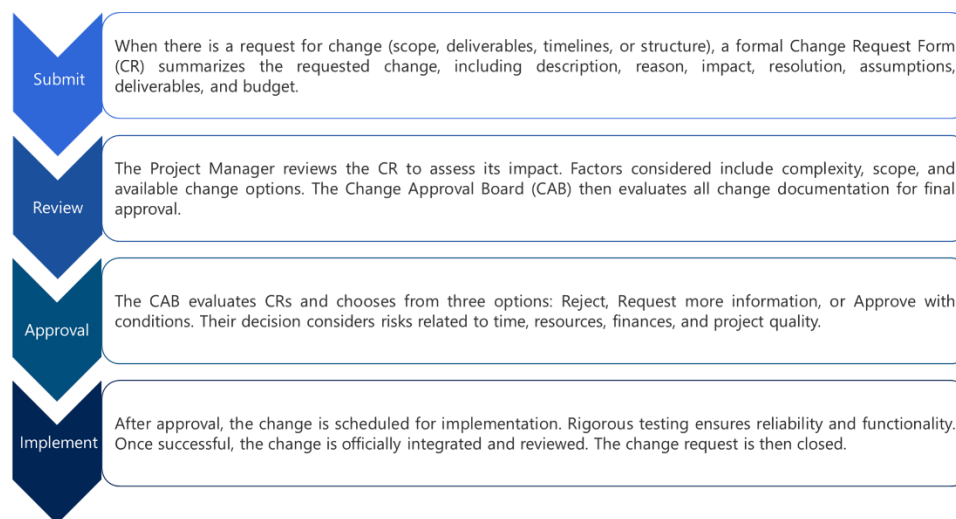 Submit
When there is a request for change (scope, deliverables, timelines, or structure), a formal Change Request Form
(CR) summarizes the requested change, including description, reason, impact, resolution, assumptions,
deliverables, and budget.
Review
The Project Manager reviews the CR to assess its impact. Factors considered include complexity, scope, and
available change options. The Change Approval Board (CAB) then evaluates all change documentation for final
approval.
Approval
The CAB evaluates CRs and chooses from three options: Reject, Request more information, or Approve with
conditions. Their decision considers risks related to time, resources, finances, and project quality.
Implement
After approval, the change is scheduled for implementation. Rigorous testing ensures reliability and functionality.
Once successful, the change is officially integrated and reviewed. The change request is then closed.